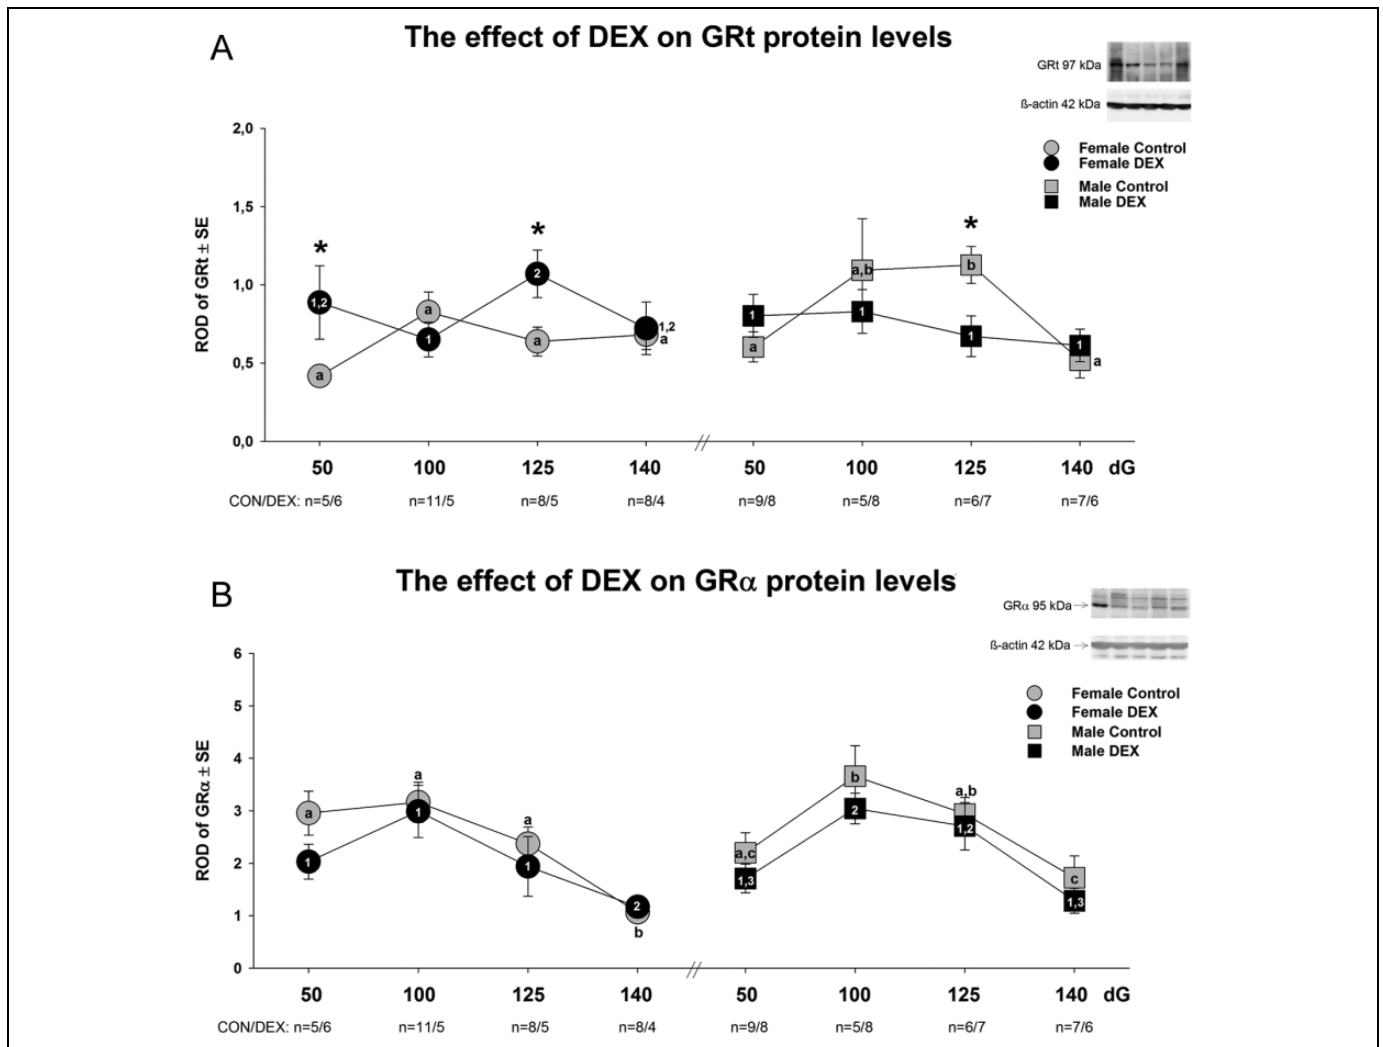 A
The effect of DEX on GRt protein levels
GRt 97 kDa
ß-actin 42 kDa
Female Control
Female DEX
Male Control
Male DEX
ROD of GRt ± SE
2,0
1,5
1,0
0,5
0,0
* * *
1,2 a a 1 2 a 1,2 a
1 a a,b 1 b 1 1 a
50 100 125 140 50 100 125 140 dG
CON/DEX: n=5/6 n=11/5 n=8/5 n=8/4 n=9/8 n=5/8 n=6/7 n=7/6
B
The effect of DEX on GRα protein levels
GRα 95 kDa
ß-actin 42 kDa
Female Control
Female DEX
Male Control
Male DEX
ROD of GRα ± SE
6
5
4
3
2
1
0
a 1 a 1 a 1 2 b
a,c 1,3 b 2 a,b 1,2 c 1,3
50 100 125 140 50 100 125 140 dG
CON/DEX: n=5/6 n=11/5 n=8/5 n=8/4 n=9/8 n=5/8 n=6/7 n=7/6